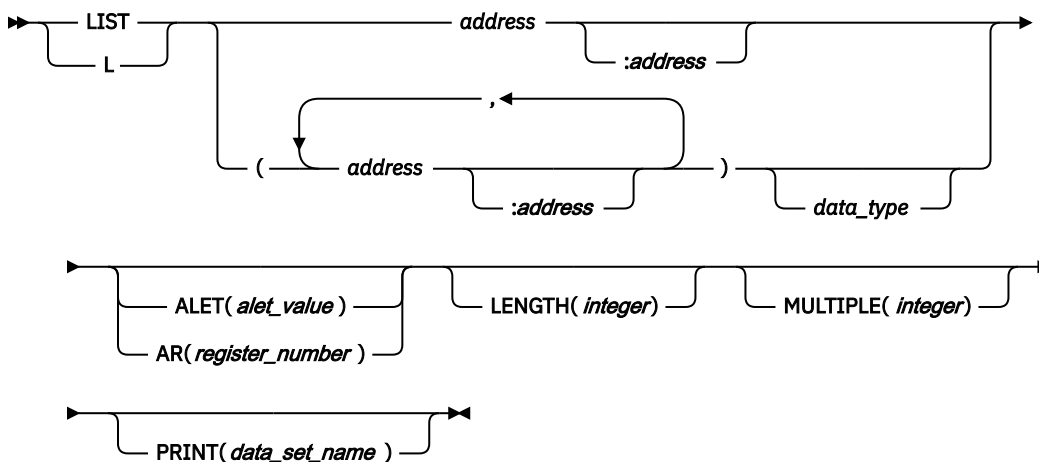 LIST address
L :address
,
( address ) 
:address data_type
ALET( alet_value ) LENGTH( integer) MULTIPLE( integer)
AR( register_number )
PRINT( data_set_name )